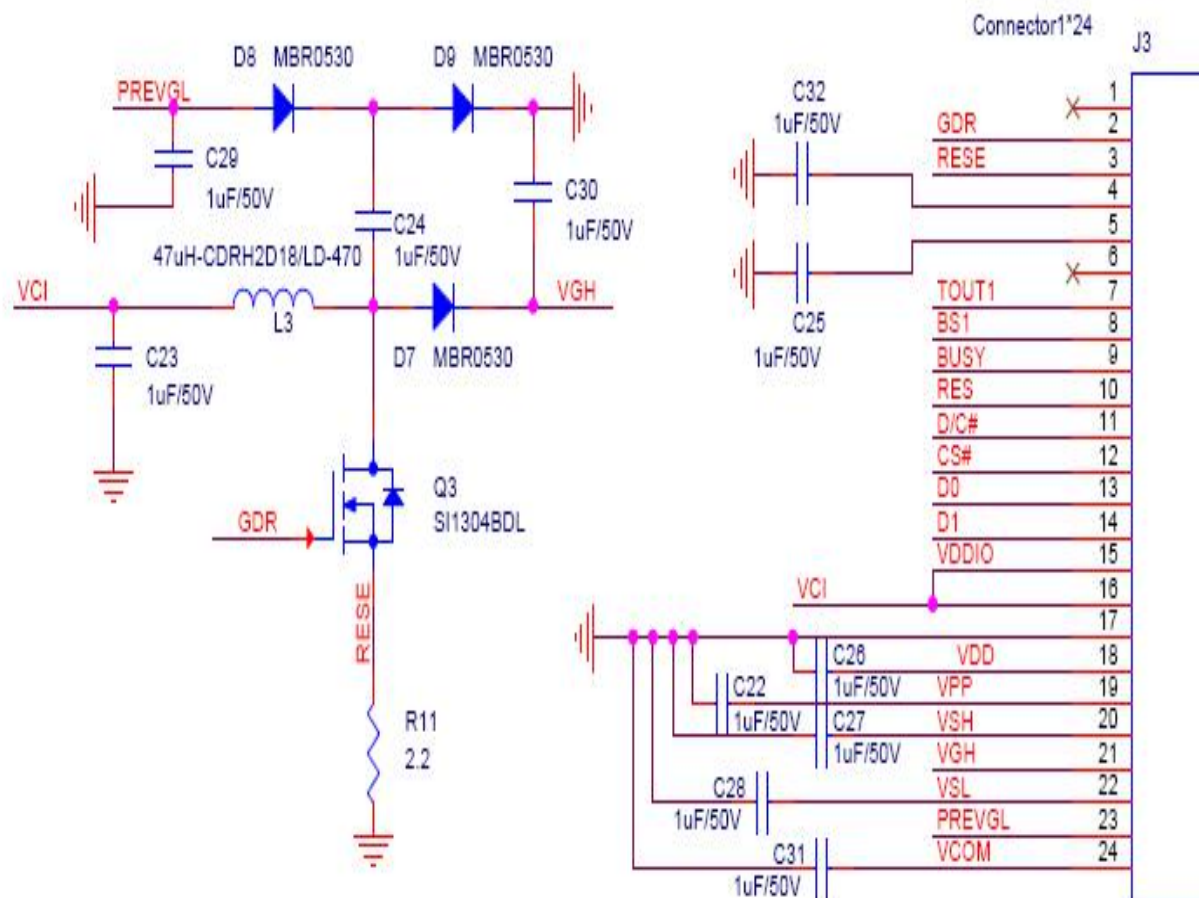 Connector1*24
J3
D8 MBR0530
D9 MBR0530
PREVGL
C29
1uF/50V
C24
1uF/50V
C30
1uF/50V
47uH-CDRH2D18/LD-470
VCI
L3
VGH
C23
1uF/50V
D7 MBR0530
Q3
SI1304BDL
GDR
RESE
R11
2.2
C32
1uF/50V
C25
1uF/50V
1
GDR 2
RESE 3
4
5
6
TOUT1 7
BS1 8
BUSY 9
RES 10
D/C# 11
CS# 12
D0 13
D1 14
VDDIO 15
VCI 16
17
C26 VDD 18
1uF/50V
C22 VPP 19
1uF/50V
C27 VSH 20
1uF/50V
VGH 21
C28 VSL 22
1uF/50V
PREVGL 23
C31 VCOM 24
1uF/50V